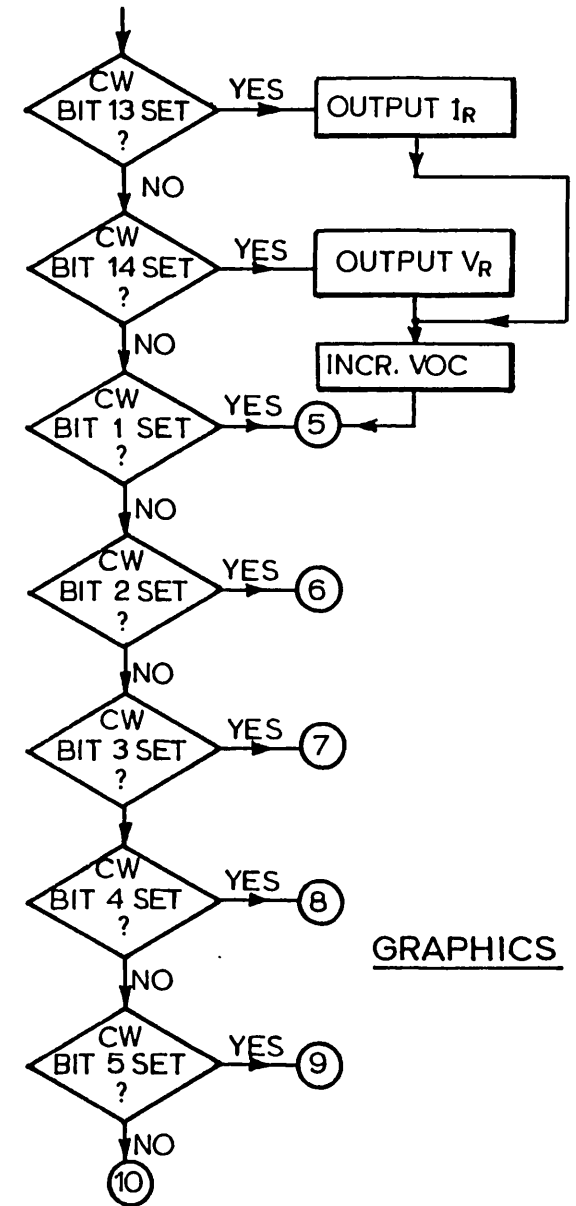 CW
BIT 13 SET
?
YES
OUTPUT IR
NO
CW
BIT 14 SET
?
YES
OUTPUT VR
NO
INCR. VOC
CW
BIT 1 SET
?
YES
5
NO
CW
BIT 2 SET
?
YES
6
NO
CW
BIT 3 SET
?
YES
7
CW
BIT 4 SET
?
YES
8
GRAPHICS
NO
CW
BIT 5 SET
?
YES
9
NO
10